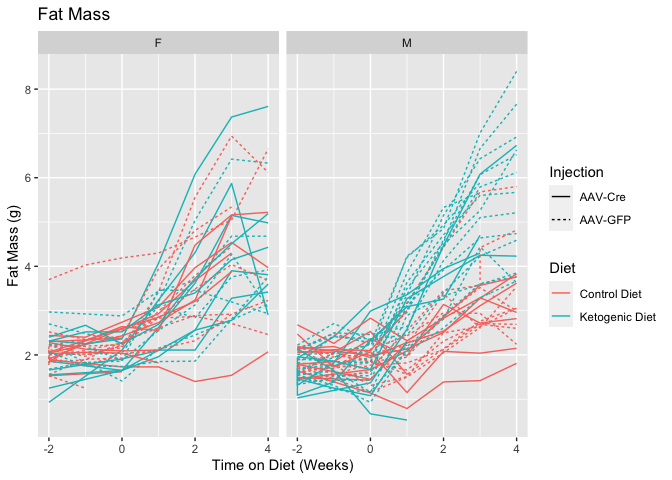 Fat Mass
F
M
8
6
4
2
Fat Mass (g)
-2
0
2
4
-2
0
2
4
Time on Diet (Weeks)
Injection
AAV-Cre
AAV-GFP
Diet
Control Diet
Ketogenic Diet